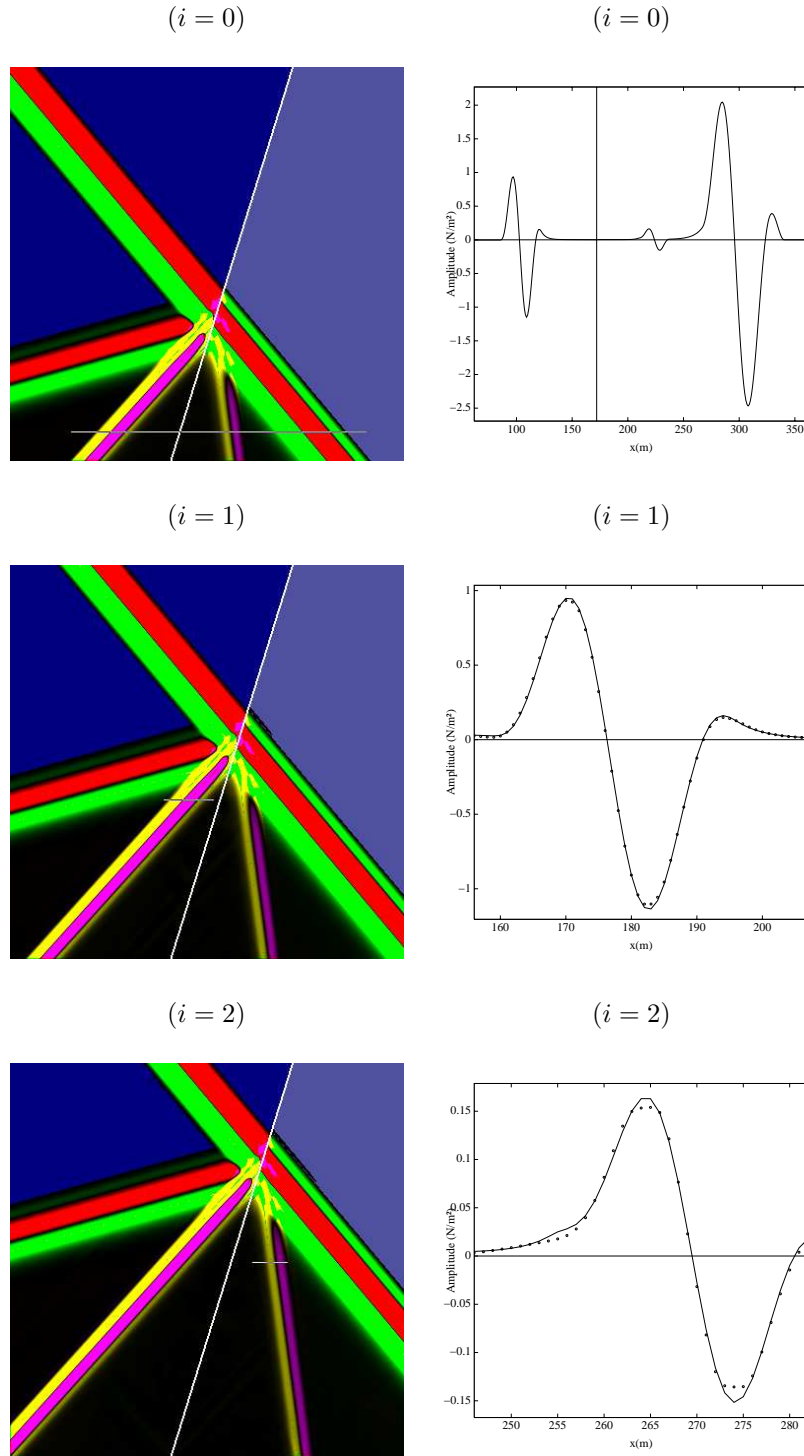 (i = 0)
(i = 0)
2
1.5
1
0.5
0
−0.5
−1
−1.5
−2
−2.5
Amplitude (N/m²)
100 150 200 250 300 350
x(m)
(i = 1)
(i = 1)
1
0.5
0
−0.5
−1
Amplitude (N/m²)
160 170 180 190 200
x(m)
(i = 2)
(i = 2)
0.15
0.1
0.05
0
−0.05
−0.1
−0.15
Amplitude (N/m²)
250 255 260 265 270 275 280
x(m)